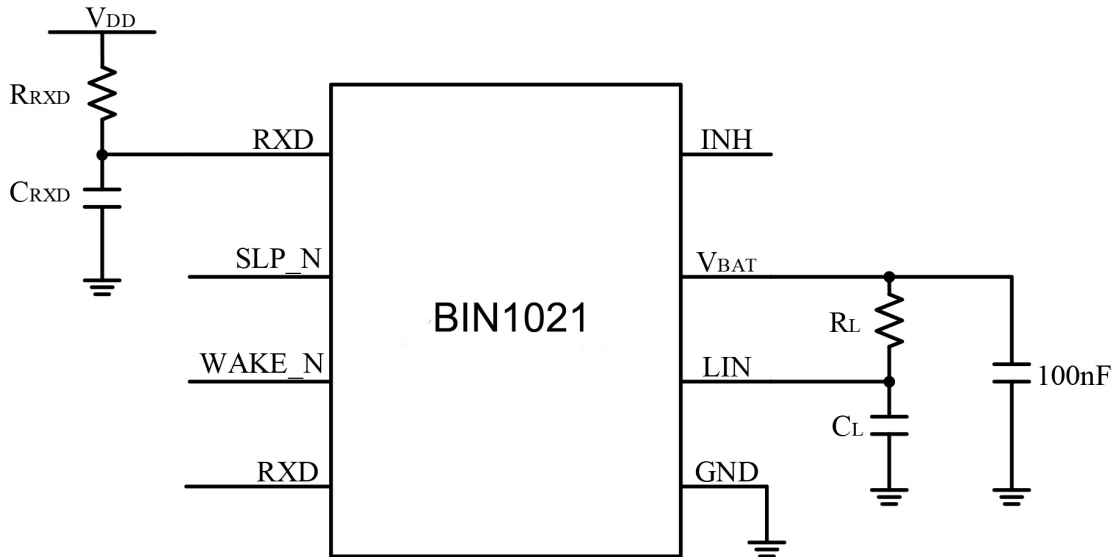 VDD
RRXD
RXD
INH
CRXD
SLP_N
VBAT
BIN1021
RL
WAKE_N
LIN
100nF
CL
RXD
GND